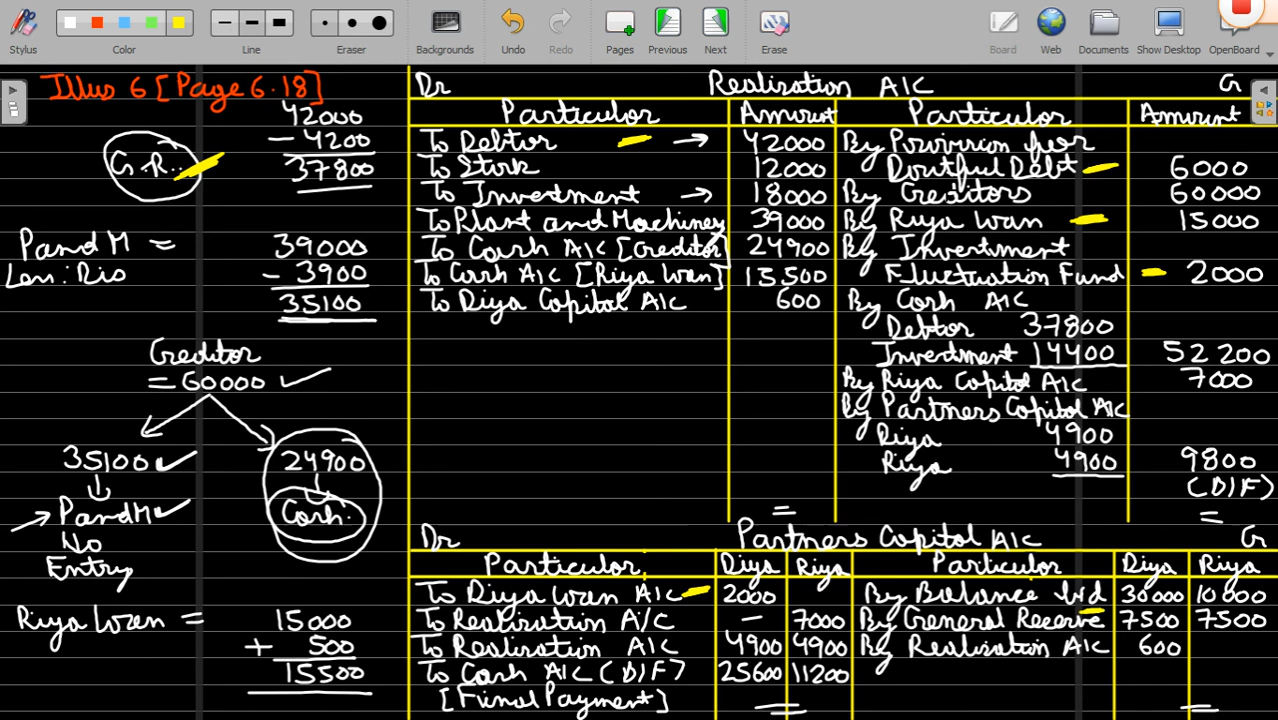 Stylus
Color
Line
Eraser
Backgrounds
Undo
Redo
Pages
Previous
Next
Erase
Board
Web
Documents
Show Desktop
OpenBoard
Illus 6 [Page 6.18]
42000
- 4200
37800
G.R..
P and M =
39000
- 3900
35100
Creditor
= 60000
35100
24900
P and M
Cash.
No
Entry
Riya Loan =
15000
+ 500
15500
Dr Realisation A/C Cr
Particular Amount Particular Amount
To Debtor → 42000 By Provision for
To Stock 12000 Doutful Debt 6000
To Investment → 18000 By Creditors 60000
To Plant and Machinery 39000 By Riya Loan 15000
To Cash A/C [Creditor] 24900 By Investment
To Cash A/C [Riya Loan] 15500 Fluctuation Fund 2000
To Diya Capital A/C 600 By Cash A/C
Debtor 37800
Investment 14400 52200
By Riya Capital A/C 7000
By Partners Capital A/C
Riya 4900
Riya 4900 9800
(D/F)
= =
Dr Partners Capital A/C Cr
Particular Diya Riya Particular Diya Riya
To Diya Loan A/C 2000 By Balance b/d 30000 10000
To Realisation A/C – 7000 By General Reserve 7500 7500
To Realisation A/C 4900 4900 By Realisation A/C 600
To Cash A/C (D/F) 25600 11200 By
[Final Payment]